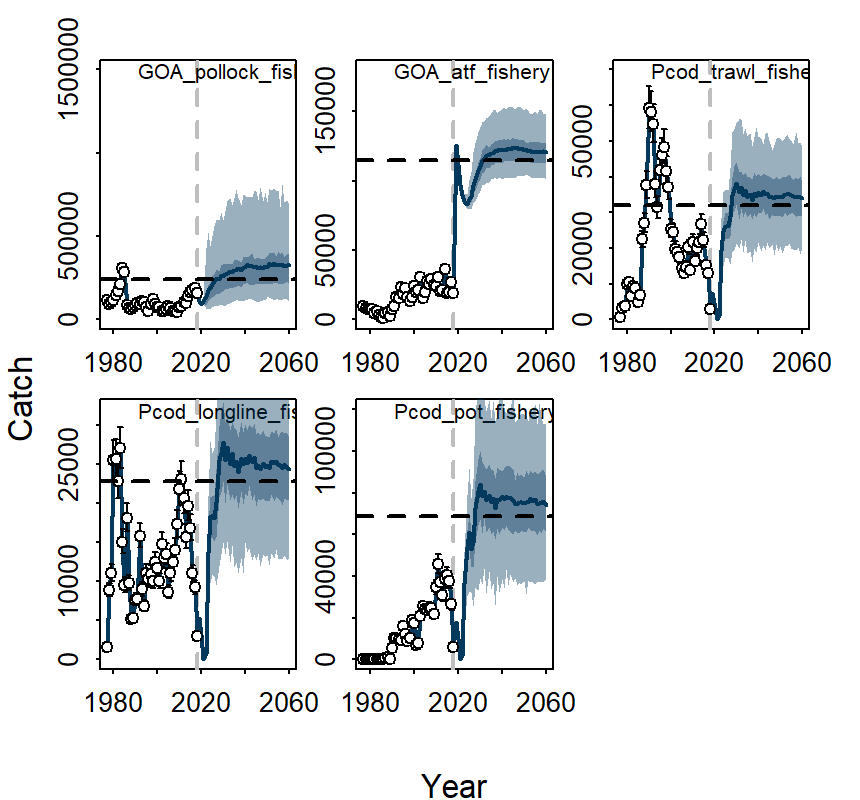 GOA_pollock_fis
GOA_atf_fishery
Pcod_trawl_fishe
0
500000
1500000
0
50000
150000
0
20000
50000
1980 2020 2060
1980 2020 2060
1980 2020 2060
Catch
Pcod_longline_fis
Pcod_pot_fishery
0
10000
25000
0
40000
100000
1980 2020 2060
1980 2020 2060
Year